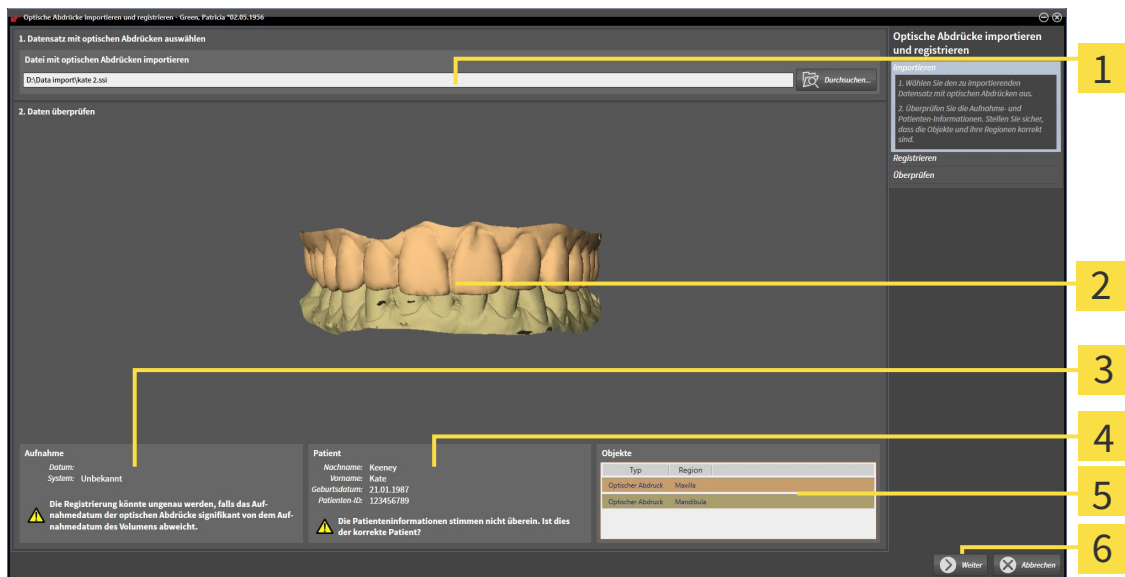 Optische Abdrücke importieren und registrieren - Green, Patricia *02.05.1956
1. Datensatz mit optischen Abdrücken auswählen
Datei mit optischen Abdrücken importieren
D:\Data import\kate 2.ssi
Durchsuchen...
2. Daten überprüfen
Aufnahme
Datum:
System: Unbekannt
Die Registrierung könnte ungenau werden, falls das Auf-
nahmedatum der optischen Abdrücke signifikant von dem Auf-
nahmedatum des Volumens abweicht.
Patient
Nachname: Keeney
Vorname: Kate
Geburtsdatum: 21.01.1987
Patienten-ID: 123456789
Die Patienteninformationen stimmen nicht überein. Ist dies
der korrekte Patient?
Objekte
Typ Region
Optischer Abdruck Maxilla
Optischer Abdruck Mandibula
Optische Abdrücke importieren
und registrieren
Importieren
1. Wählen Sie den zu importierenden
Datensatz mit optischen Abdrücken aus.
2. Überprüfen Sie die Aufnahme- und
Patienten-Informationen. Stellen Sie sicher,
dass die Objekte und ihre Regionen korrekt
sind.
Registrieren
Überprüfen
Weiter
Abbrechen
1
2
3
4
5
6